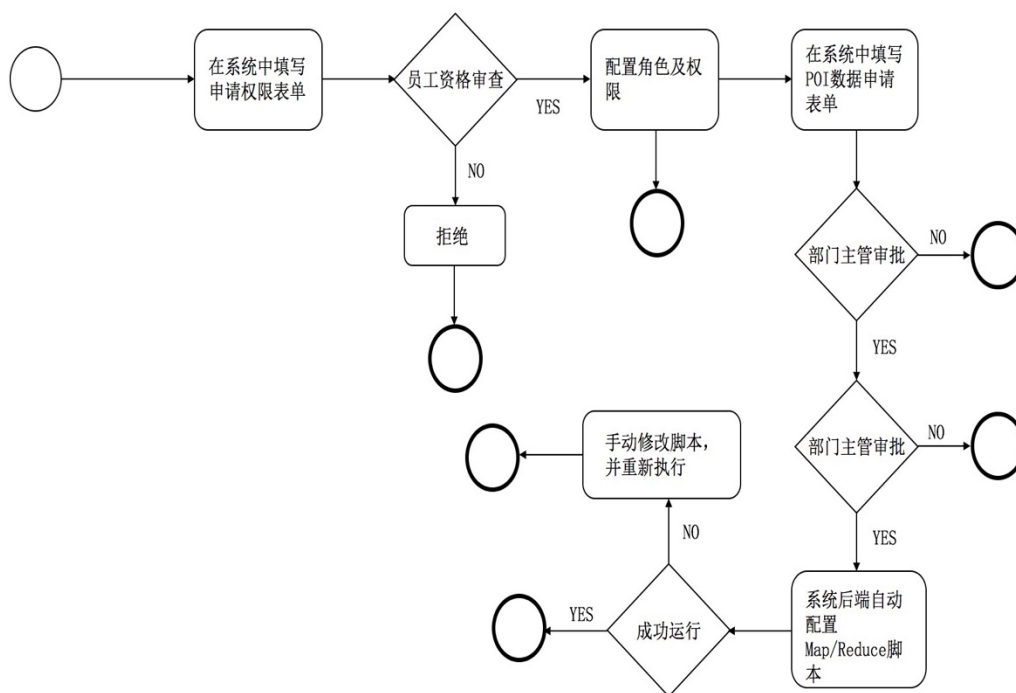 在系统中填写
申请权限表单
员工资格审查
YES
配置角色及权
限
在系统中填写
POI数据申请
表单
NO
拒绝
部门主管审批
NO
YES
部门主管审批
NO
YES
手动修改脚本，
并重新执行
NO
系统后端自动
配置
Map/Reduce脚
本
成功运行
YES